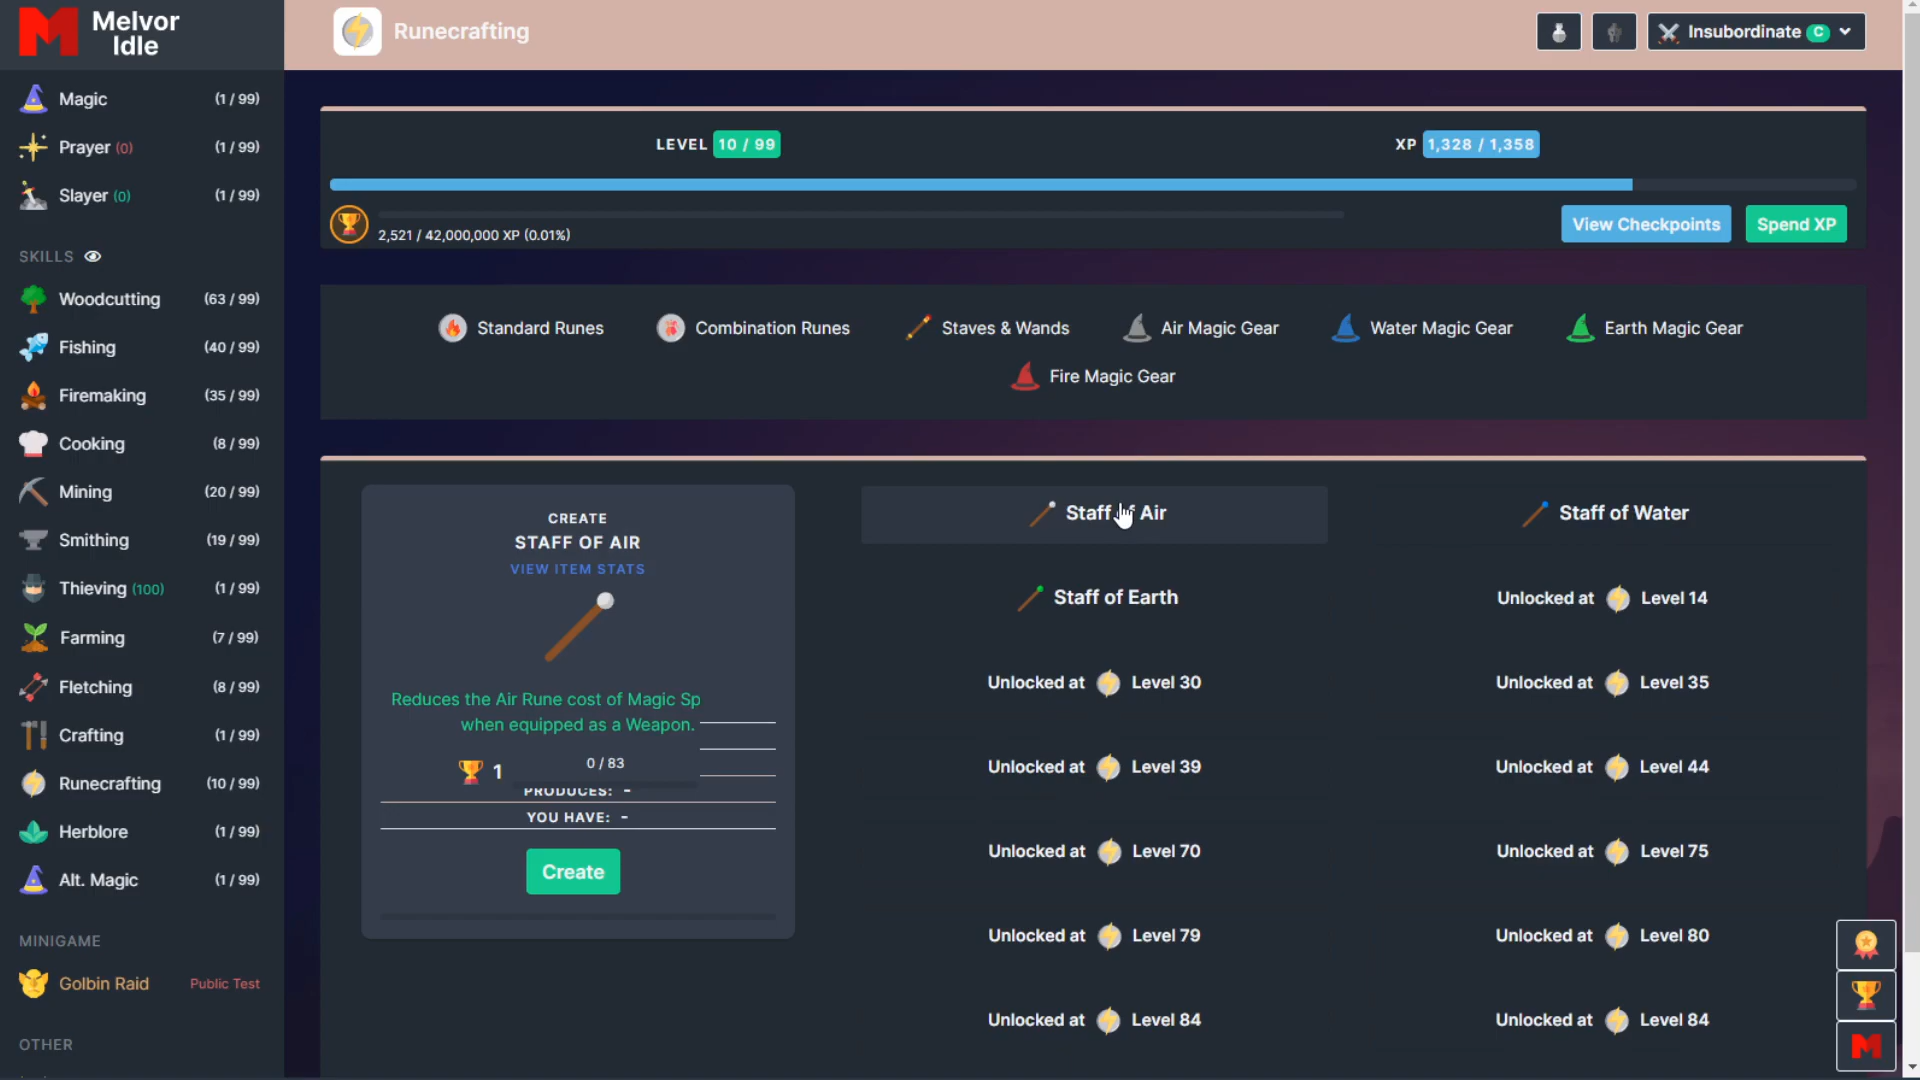 Melvor
Idle
Runecrafting
Insubordinate C
Magic (1 / 99)
Prayer (0) (1 / 99)
Slayer (0) (1 / 99)
SKILLS
Woodcutting (63 / 99)
Fishing (40 / 99)
Firemaking (35 / 99)
Cooking (8 / 99)
Mining (20 / 99)
Smithing (19 / 99)
Thieving (100) (1 / 99)
Farming (7 / 99)
Fletching (8 / 99)
Crafting (1 / 99)
Runecrafting (10 / 99)
Herblore (1 / 99)
Alt. Magic (1 / 99)
MINIGAME
Golbin Raid Public Test
OTHER
LEVEL 10 / 99
XP 1,328 / 1,358
2,521 / 42,000,000 XP (0.01%)
View Checkpoints
Spend XP
Standard Runes
Combination Runes
Staves & Wands
Air Magic Gear
Water Magic Gear
Earth Magic Gear
Fire Magic Gear
CREATE
STAFF OF AIR
VIEW ITEM STATS
Reduces the Air Rune cost of Magic Sp
when equipped as a Weapon.
1 0 / 83
PRODUCES: -
YOU HAVE: -
Create
Staff of Air
Staff of Water
Staff of Earth
Unlocked at Level 14
Unlocked at Level 30
Unlocked at Level 35
Unlocked at Level 39
Unlocked at Level 44
Unlocked at Level 70
Unlocked at Level 75
Unlocked at Level 79
Unlocked at Level 80
Unlocked at Level 84
Unlocked at Level 84